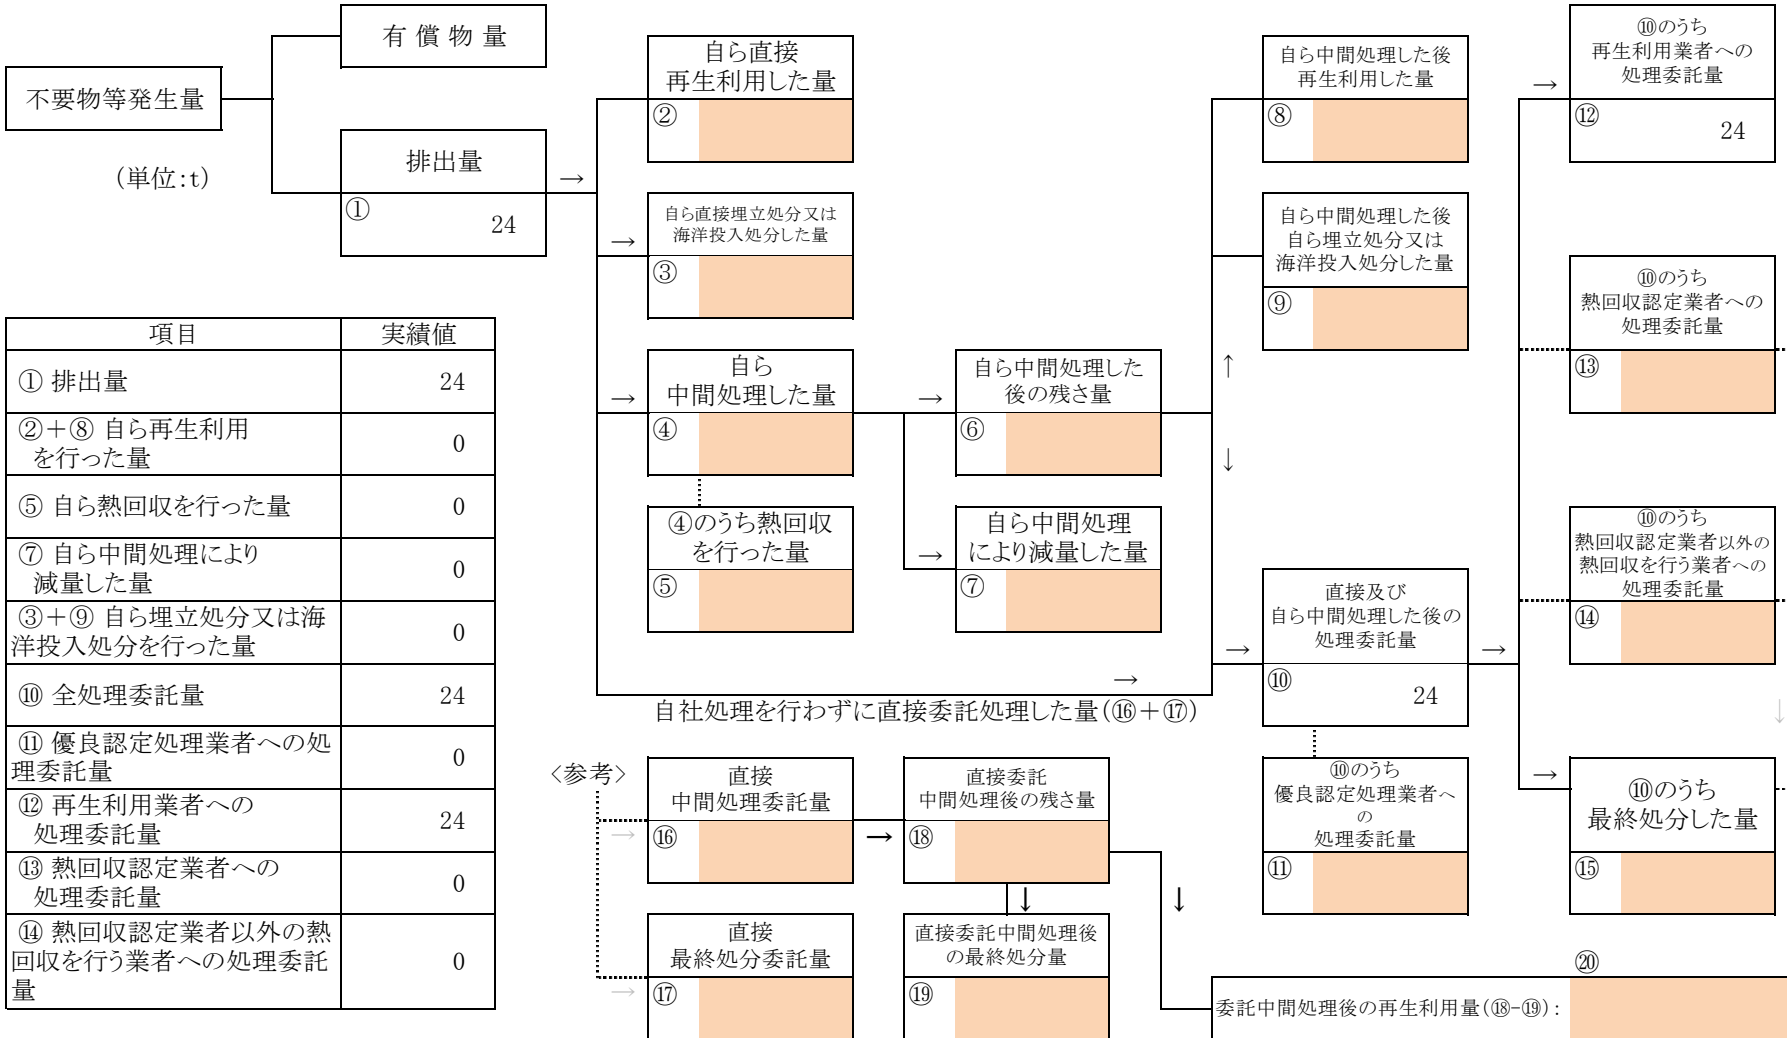 有 償 物 量
不要物等発生量
(単位:t)
排出量
→
①
24
自ら直接
再生利用した量
②
自ら直接埋立処分又は
海洋投入処分した量
→
③
自ら
中間処理した量
→
④
④のうち熱回収
を行った量
⑤
自ら中間処理した
後の残さ量
→
⑥
自ら中間処理
により減量した量
→
⑦
自ら中間処理した後
再生利用した量
⑧
自ら中間処理した後
自ら埋立処分又は
海洋投入処分した量
⑨
↑
↓
直接及び
自ら中間処理した後の
処理委託量
→
→
⑩
24
⑩のうち
優良認定処理業者へ
の
処理委託量
⑪
⑩のうち
再生利用業者への
処理委託量
→
⑫
24
⑩のうち
熱回収認定業者への
処理委託量
⑬
⑩のうち
熱回収認定業者以外の
熱回収を行う業者への
処理委託量
⑭
↓
→
⑩のうち
最終処分した量
⑮
→
自社処理を行わずに直接委託処理した量(⑯+⑰)
<参考>
直接
中間処理委託量
→
⑯
→
直接委託
中間処理後の残さ量
⑱
↓
↓
直接
最終処分委託量
→
⑰
直接委託中間処理後
の最終処分量
⑲
⑳
委託中間処理後の再生利用量(⑱-⑲):
項目 実績値
① 排出量 24
②+⑧ 自ら再生利用
を行った量 0
⑤ 自ら熱回収を行った量 0
⑦ 自ら中間処理により
減量した量 0
③+⑨ 自ら埋立処分又は海
洋投入処分を行った量 0
⑩ 全処理委託量 24
⑪ 優良認定処理業者への処
理委託量 0
⑫ 再生利用業者への
処理委託量 24
⑬ 熱回収認定業者への
処理委託量 0
⑭ 熱回収認定業者以外の熱
回収を行う業者への処理委託 0
量